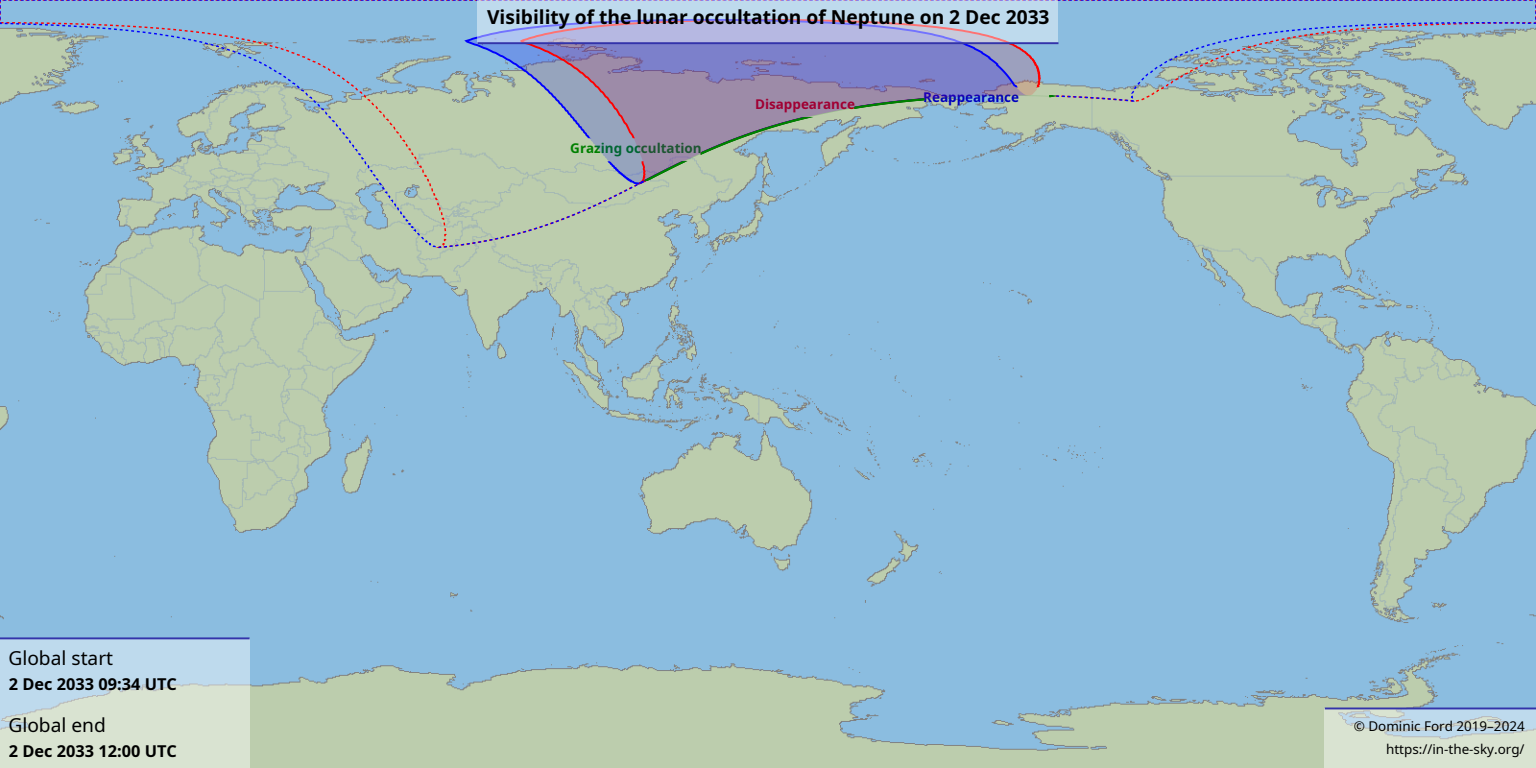 Visibility of the lunar occultation of Neptune on 2 Dec 2033
Disappearance
Reappearance
Grazing occultation
Global start
2 Dec 2033 09:34 UTC
Global end
2 Dec 2033 12:00 UTC
© Dominic Ford 2019–2024
https://in-the-sky.org/